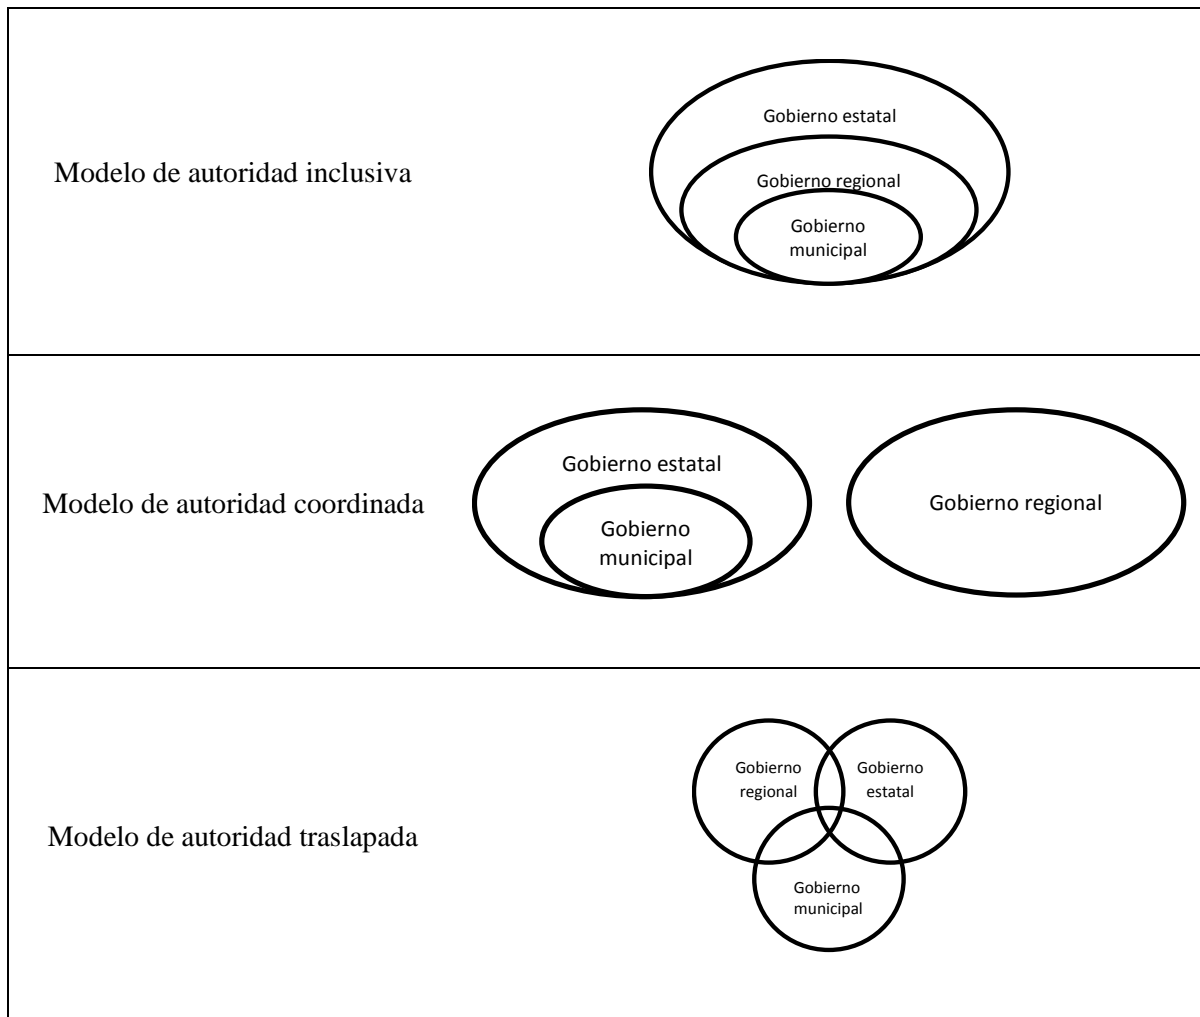 Gobierno estatal
Modelo de autoridad inclusiva
Gobierno regional
Gobierno
municipal
Gobierno estatal
Modelo de autoridad coordinada
Gobierno regional
Gobierno
municipal
Gobierno
regional
Gobierno
estatal
Modelo de autoridad traslapada
Gobierno
municipal